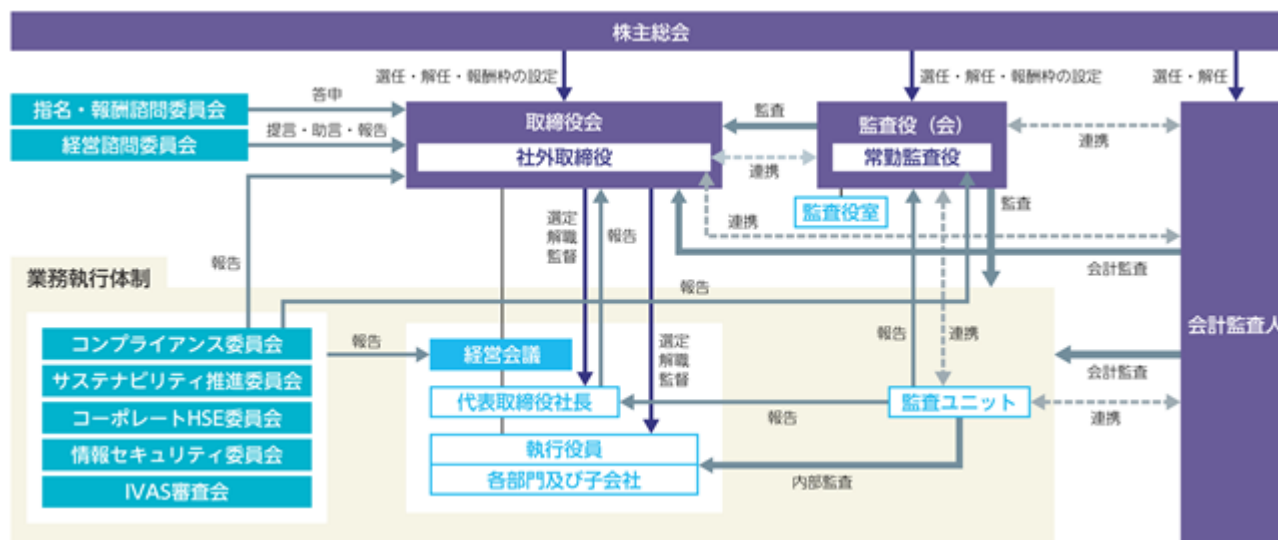 株主総会
選任・解任・報酬枠の設定
選任・解任・報酬枠の設定
選任・解任
指名・報酬諮問委員会
答申
経営諮問委員会
提言・助言・報告
取締役会
社外取締役
監査
監査役（会）
常勤監査役
連携
連携
監査役室
監査
連携
会計監査
選定
解職
監督
報告
報告
業務執行体制
報告
コンプライアンス委員会
サステナビリティ推進委員会
コーポレートHSE委員会
情報セキュリティ委員会
IVAS審査会
報告
経営会議
代表取締役社長
執行役員
各部門及び子会社
選定
解職
監督
報告
連携
報告
監査ユニット
内部監査
会計監査
連携
会計監査人